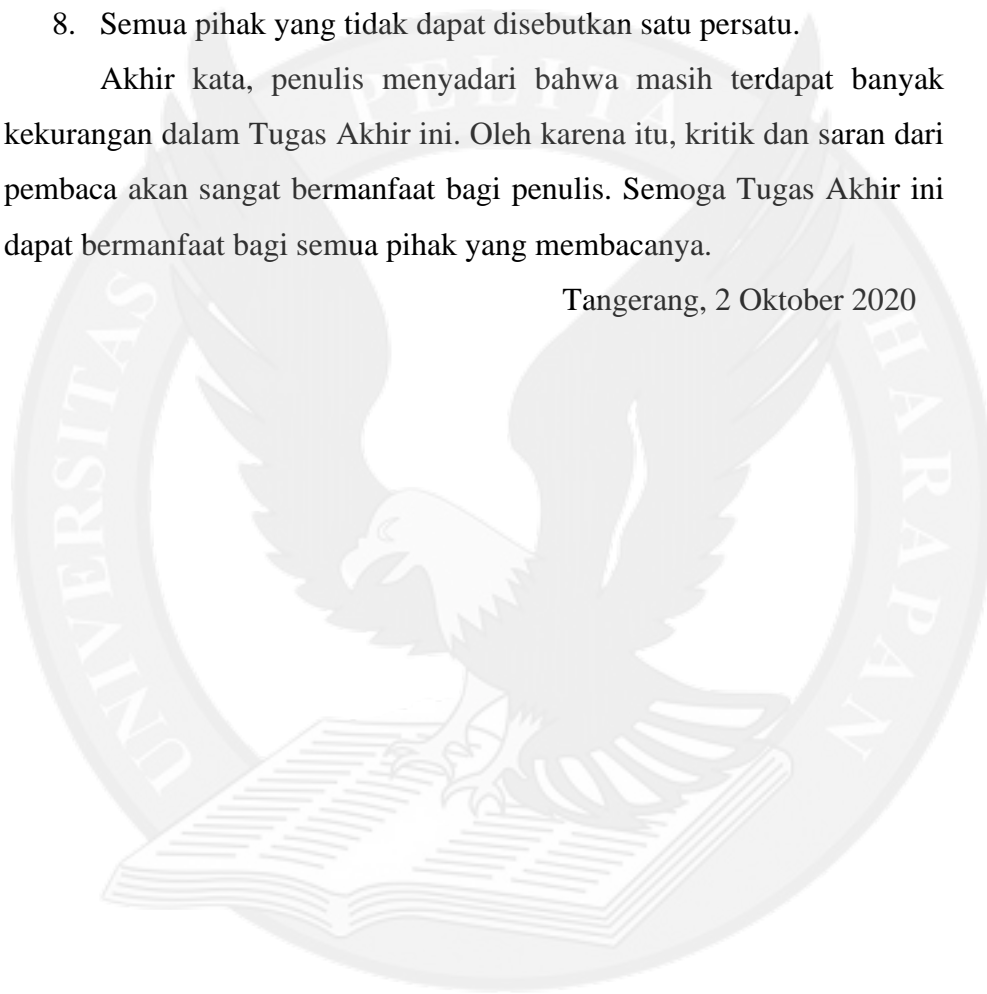 8. Semua pihak yang tidak dapat disebutkan satu persatu.
Akhir kata, penulis menyadari bahwa masih terdapat banyak
kekurangan dalam Tugas Akhir ini. Oleh karena itu, kritik dan saran dari
pembaca akan sangat bermanfaat bagi penulis. Semoga Tugas Akhir ini
dapat bermanfaat bagi semua pihak yang membacanya.
Tangerang, 2 Oktober 2020
UNIVERSITAS PELITA HARAPAN